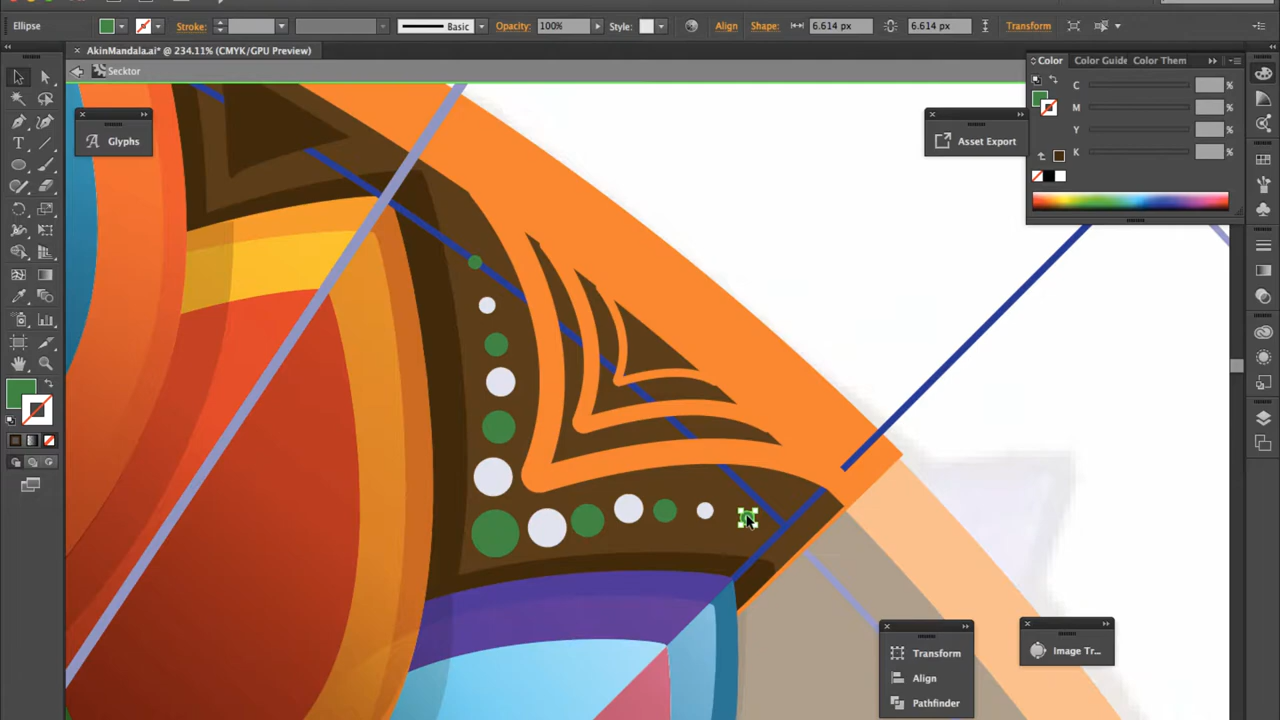 Ellipse
Stroke:
Basic
Opacity:
100%
Style:
Align
Shape:
6.614 px
6.614 px
Transform
AkinMandala.ai* @ 234.11% (CMYK/GPU Preview)
Secktor
Color
Color Guide
Color Them
C
%
M
%
Y
%
K
%
A
Glyphs
Asset Export
T
Transform
Align
Pathfinder
Image Tr...